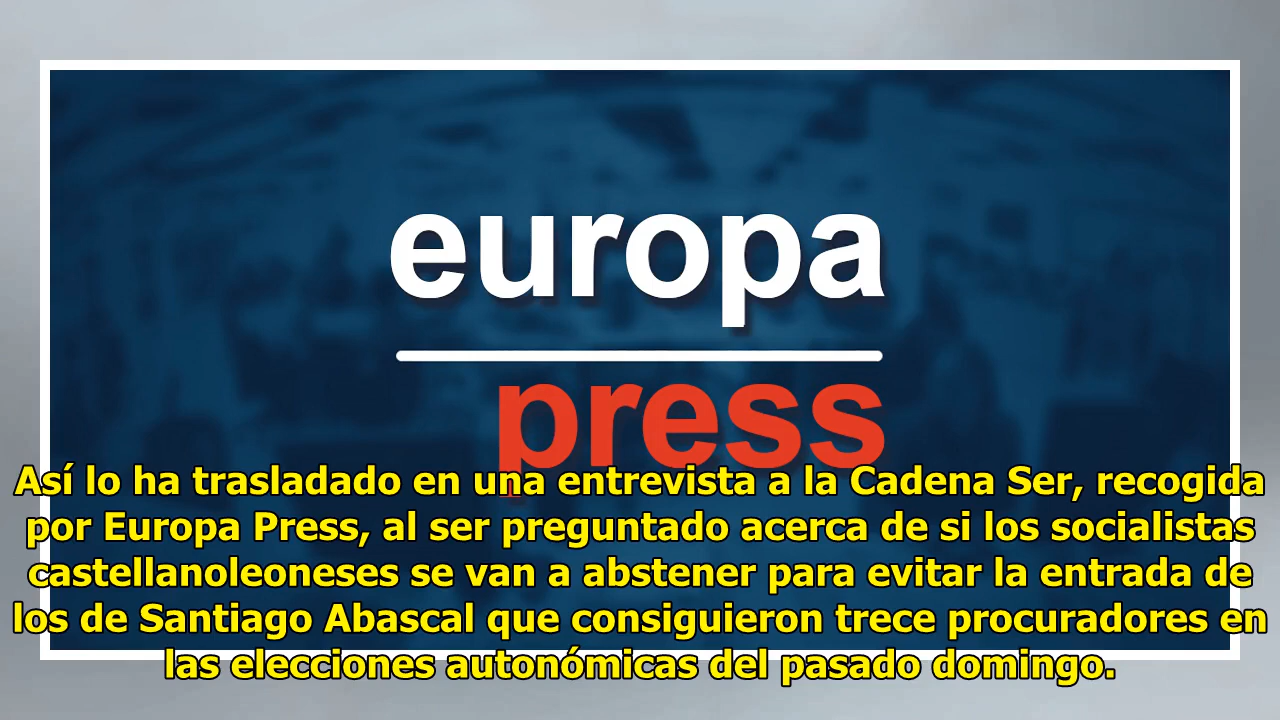 europa
press
Así lo ha trasladado en una entrevista a la Cadena Ser, recogida
por Europa Press, al ser preguntado acerca de si los socialistas
castellanoleoneses se van a abstener para evitar la entrada de
los de Santiago Abascal que consiguieron trece procuradores en
las elecciones autonómicas del pasado domingo.